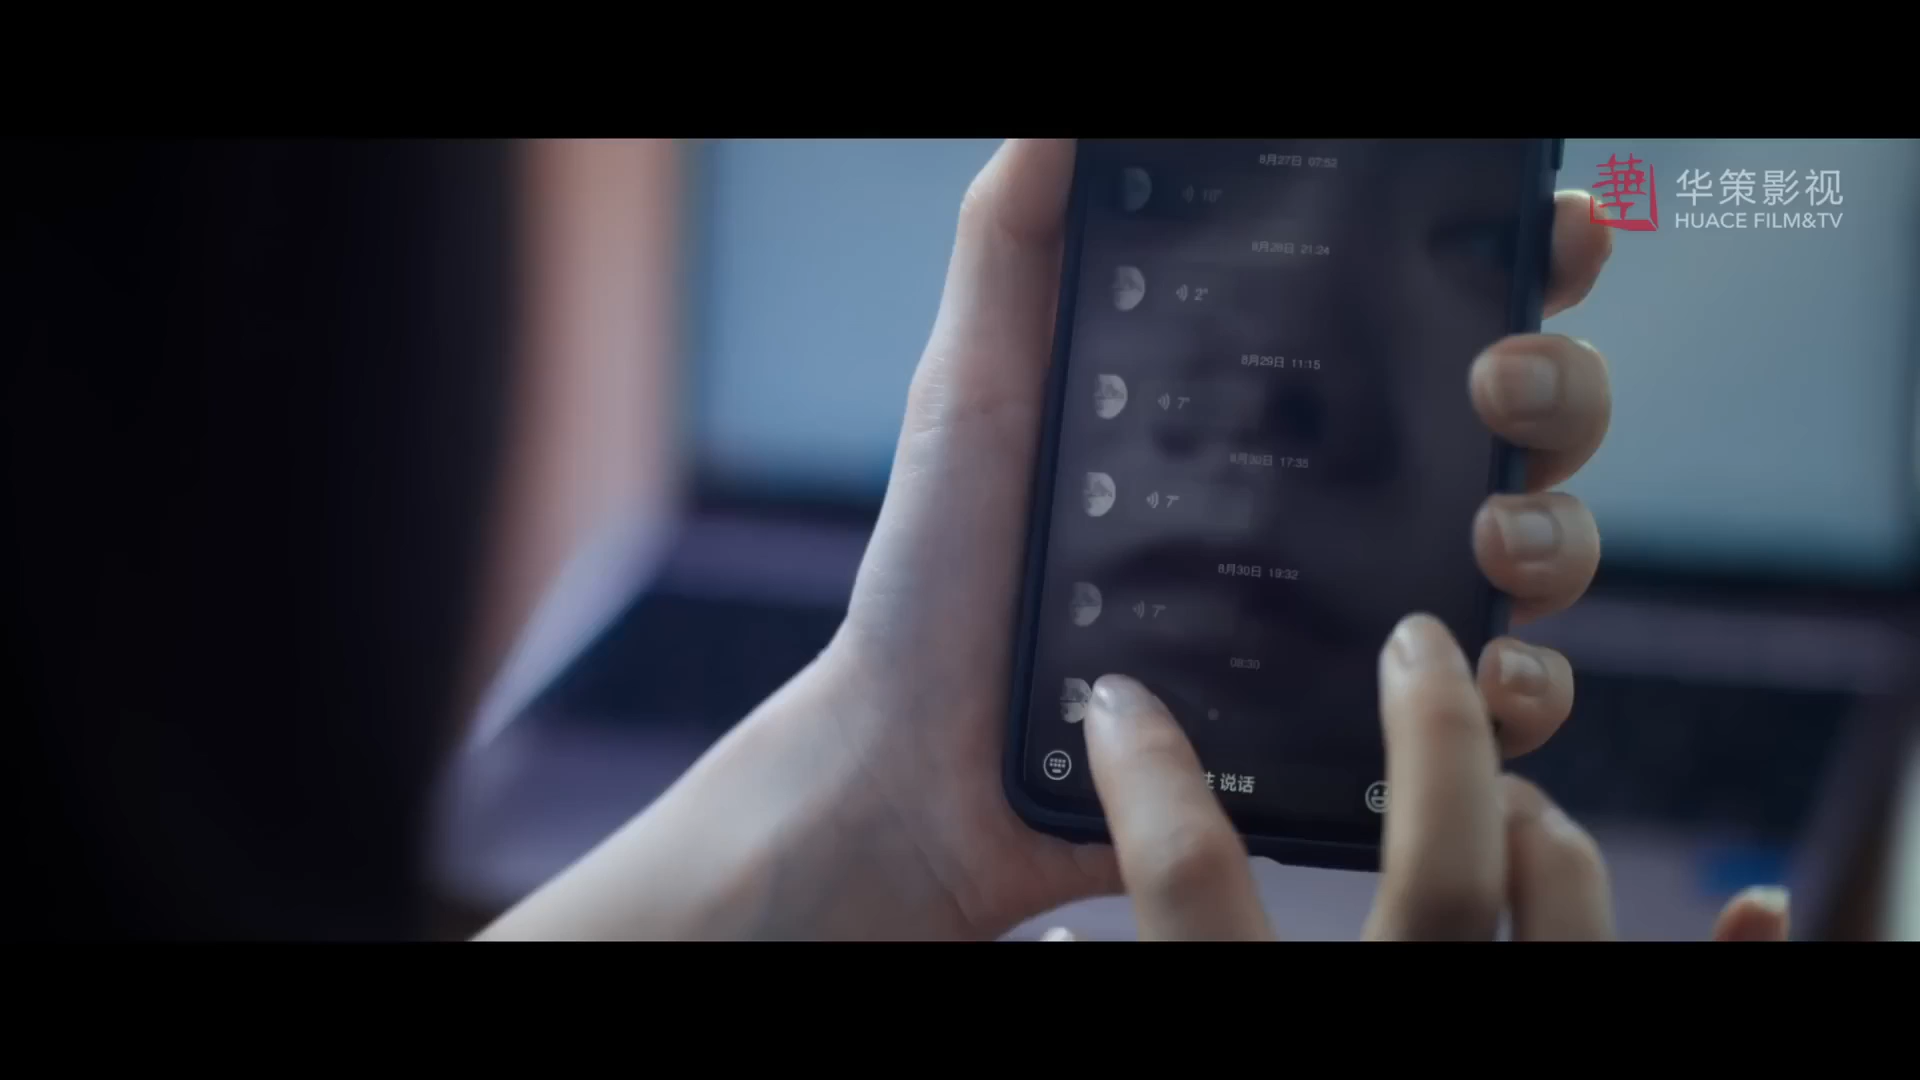 8月27日 07:52
10"
华策影视
HUACE FILM&TV
8月28日 21:24
2"
8月29日 11:15
7"
8月30日 17:35
7"
8月30日 19:32
7"
08:30
说话